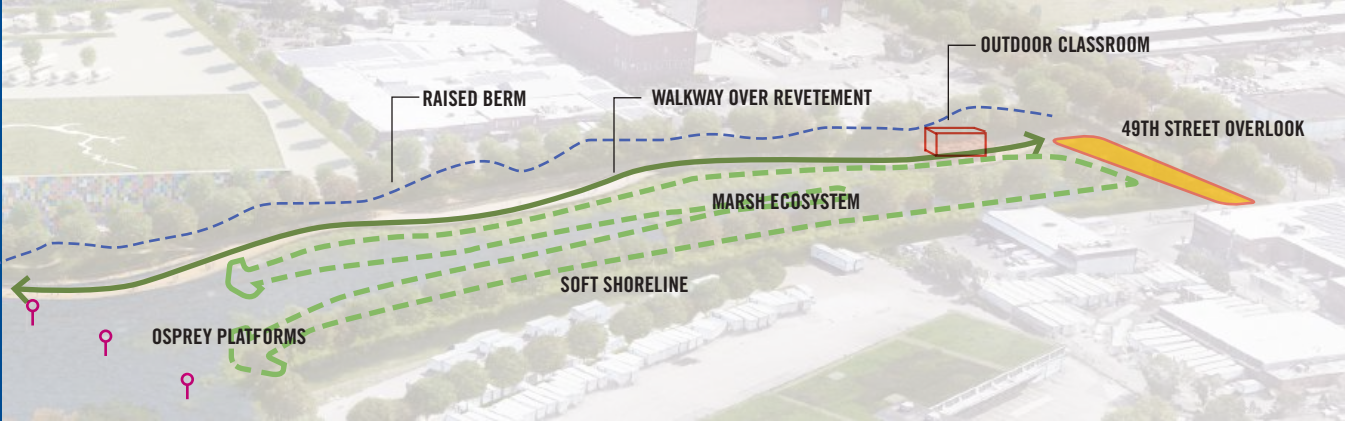 OUTDOOR CLASSROOM
RAISED BERM
WALKWAY OVER REVETEMENT
49TH STREET OVERLOOK
MARSH ECOSYSTEM
SOFT SHORELINE
OSPREY PLATFORMS